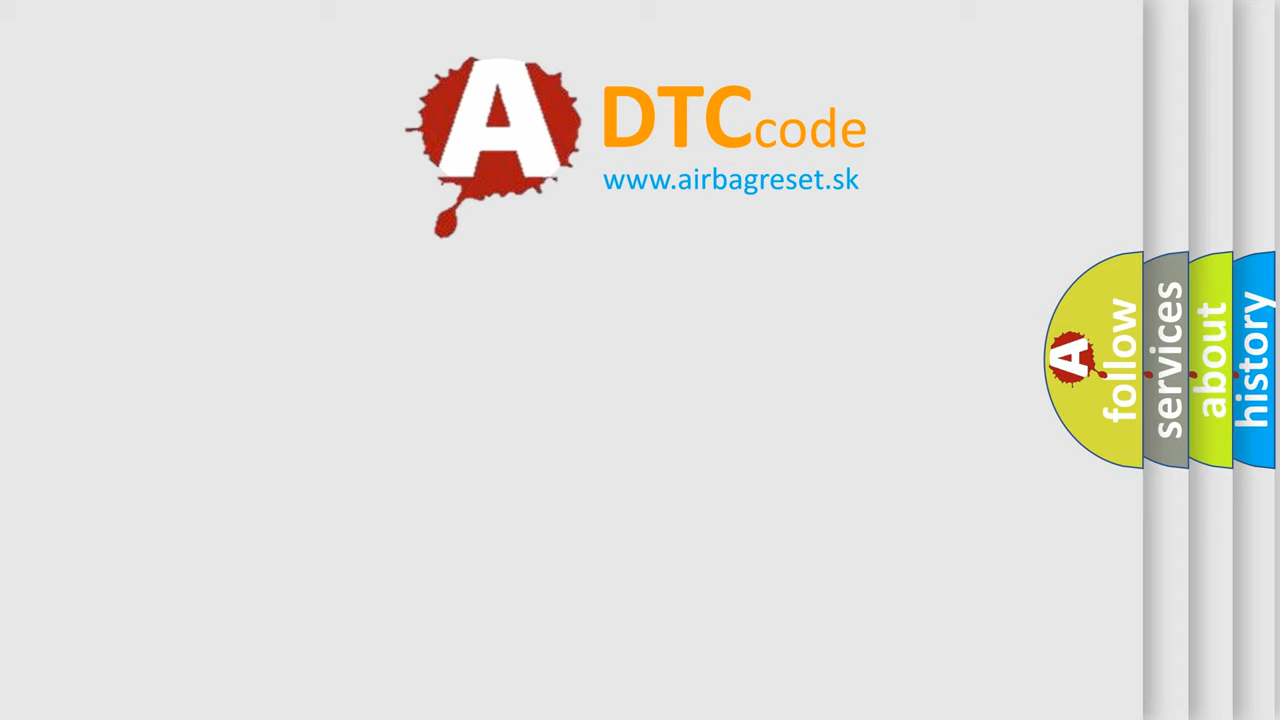 A
DTCcode
www.airbagreset.sk
A
follow
services
about
history